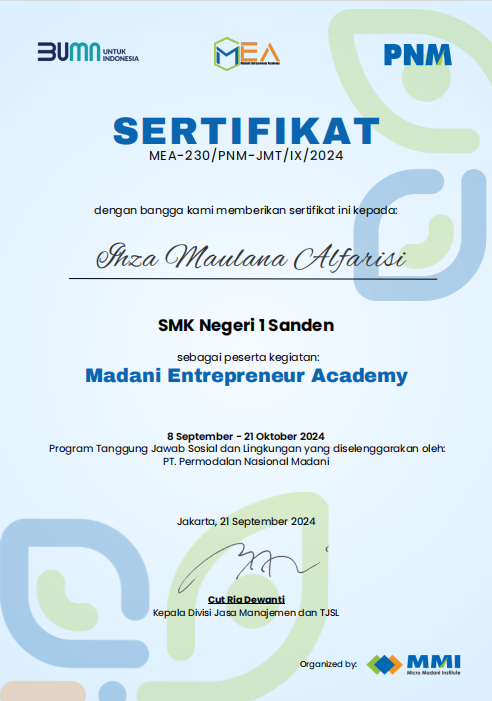 BUMN UNTUK INDONESIA
MEA
PNM
SERTIFIKAT
MEA-230/PNM-JMT/IX/2024
dengan bangga kami memberikan sertifikat ini kepada:
Ihza Maulana Alfarisi
SMK Negeri 1 Sanden
sebagai peserta kegiatan:
Madani Entrepreneur Academy
8 September - 21 Oktober 2024
Program Tanggung Jawab Sosial dan Lingkungan yang diselenggarakan oleh:
PT. Permodalan Nasional Madani
Jakarta, 21 September 2024
Cut Ria Dewanti
Kepala Divisi Jasa Manajemen dan TJSL
Organized by:
MMI
Micro Madani Institute